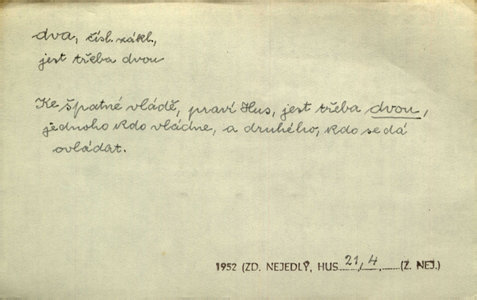 dva, čísl. zákl.,
jest třeba dvou
Ke špatné vládě, praví Hus, jest třeba dvou,
jednoho kdo vládne, a druhého, kdo se dá
ovládat.
1952 (ZD. NEJEDLÝ, HUS 21/4, (Z. NEJ.)